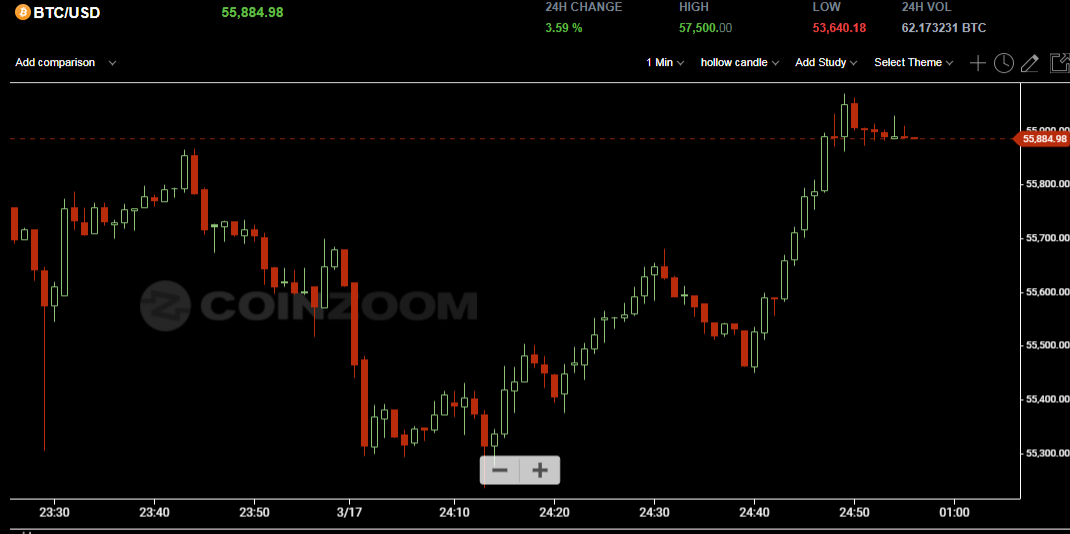 BTC/USD 55,884.98 24H CHANGE HIGH LOW 24H VOL
3.59 % 57,500.00 53,640.18 62.173231 BTC
Add comparison 1 Min hollow candle Add Study Select Theme
55,884.98
55,800.00
55,700.00
55,600.00
COINZOOM
55,500.00
55,400.00
55,300.00
23:30 23:40 23:50 3/17 24:10 24:20 24:30 24:40 24:50 01:00